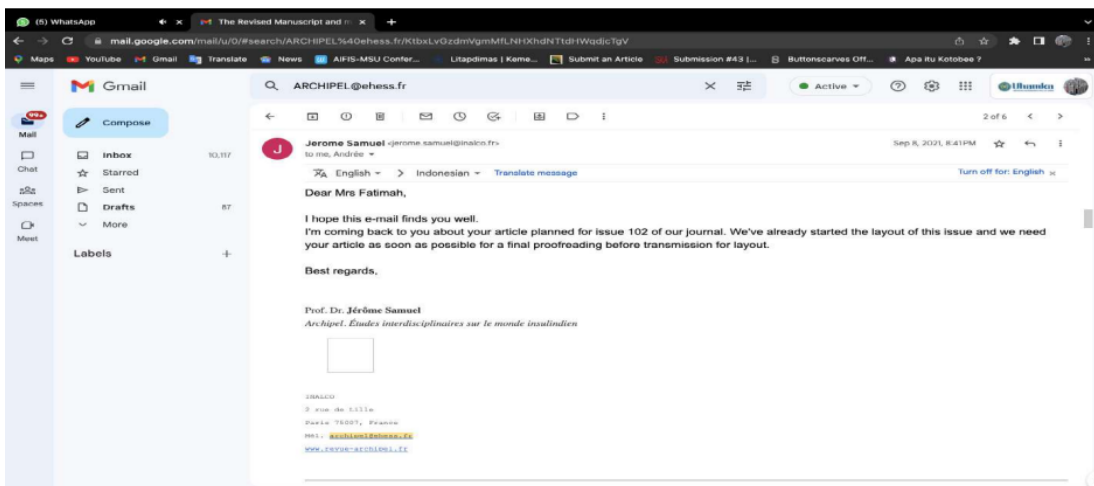 (5) WhatsApp
The Revised Manuscript and m
mail.google.com/mail/u/0/#search/ARCHIPEL%40ehess.fr/KtbxLvGzdmVgmMfLNHXhdNTtdHWqdjcTgV
Maps YouTube Gmail Translate News AIFIS-MSU Confer... Litapdimas | Keme... Submit an Article Submission #43 |... Buttonscarves Off... Apa Itu Kotobee ?
Gmail
ARCHIPEL@ehess.fr
Active
Uhamka
99+
Mail
Chat
Spaces
Meet
Compose
Inbox 10,117
Starred
Sent
Drafts 87
More
Labels
2 of 6
J
Jerome Samuel <jerome.samuel@inalco.fr>
Sep 8, 2021, 8:41PM
to me, Andrée
English > Indonesian Translate message
Turn off for: English
Dear Mrs Fatimah,
I hope this e-mail finds you well.
I'm coming back to you about your article planned for issue 102 of our journal. We've already started the layout of this issue and we need
your article as soon as possible for a final proofreading before transmission for layout.
Best regards,
Prof. Dr. Jérôme Samuel
Archipel. Études interdisciplinaires sur le monde insulindien
INALCO
2 rue de Lille
Paris 75007, France
archipel@ehess.fr
www.revue-archipel.fr